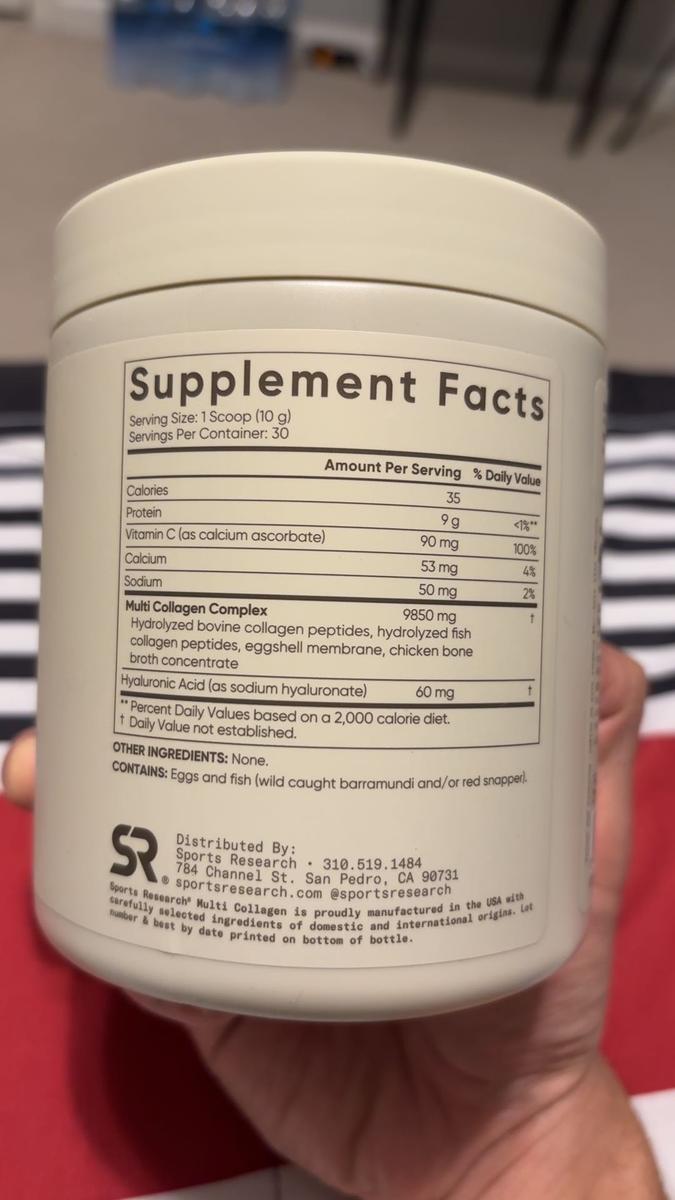 Supplement Facts
Serving Size: 1 Scoop (10 g)
Servings Per Container: 30
Amount Per Serving % Daily Value
Calories 35
Protein 9 g <1%**
Vitamin C (as calcium ascorbate) 90 mg 100%
Calcium 53 mg 4%
Sodium 50 mg 2%
Multi Collagen Complex 9850 mg †
Hydrolyzed bovine collagen peptides, hydrolyzed fish
collagen peptides, eggshell membrane, chicken bone
broth concentrate
Hyaluronic Acid (as sodium hyaluronate) 60 mg †
** Percent Daily Values based on a 2,000 calorie diet.
† Daily Value not established.
OTHER INGREDIENTS: None.
CONTAINS: Eggs and fish (wild caught barramundi and/or red snapper).
SR®
Distributed By:
Sports Research • 310.519.1484
784 Channel St. San Pedro, CA 90731
sportsresearch.com @sportsresearch
Sports Research® Multi Collagen is proudly manufactured in the USA with
carefully selected ingredients of domestic and international origins. Lot
number & best by date printed on bottom of bottle.